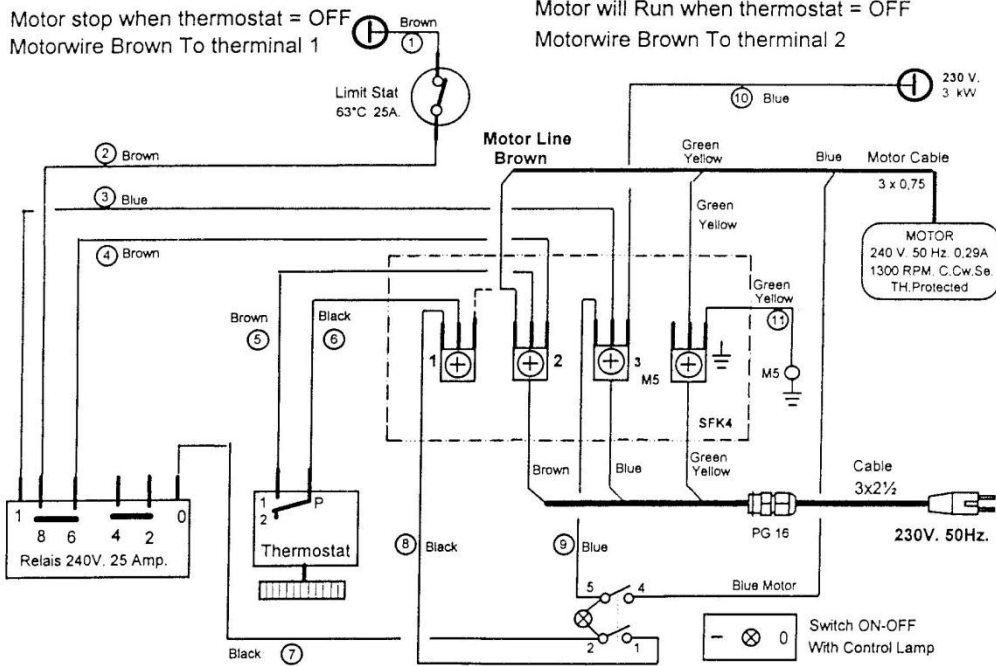 Motor stop when thermostat = OFF
Motorwire Brown To therminal 1
Motor will Run when thermostat = OFF
Motorwire Brown To therminal 2
Brown
1
Limit Stat
63°C 25A.
230 V.
3 kW
10 Blue
2 Brown
Motor Line
Brown
Green
Yellow
Blue
Motor Cable
3 x 0,75
3 Blue
Green
Yellow
4 Brown
MOTOR
240 V. 50 Hz. 0,29A
1300 RPM. C.Cw.Se.
TH.Protected
Green
Yellow
11
Brown
5
Black
6
1
2
3
M5
M5
SFK4
Brown
Blue
Green
Yellow
Cable
3x2½
PG 16
230V. 50Hz.
1
8
6
4
2
0
Relais 240V. 25 Amp.
1
2
P
Thermostat
8 Black
9 Blue
5
4
Blue Motor
2
1
Black 7
– 0
Switch ON-OFF
With Control Lamp